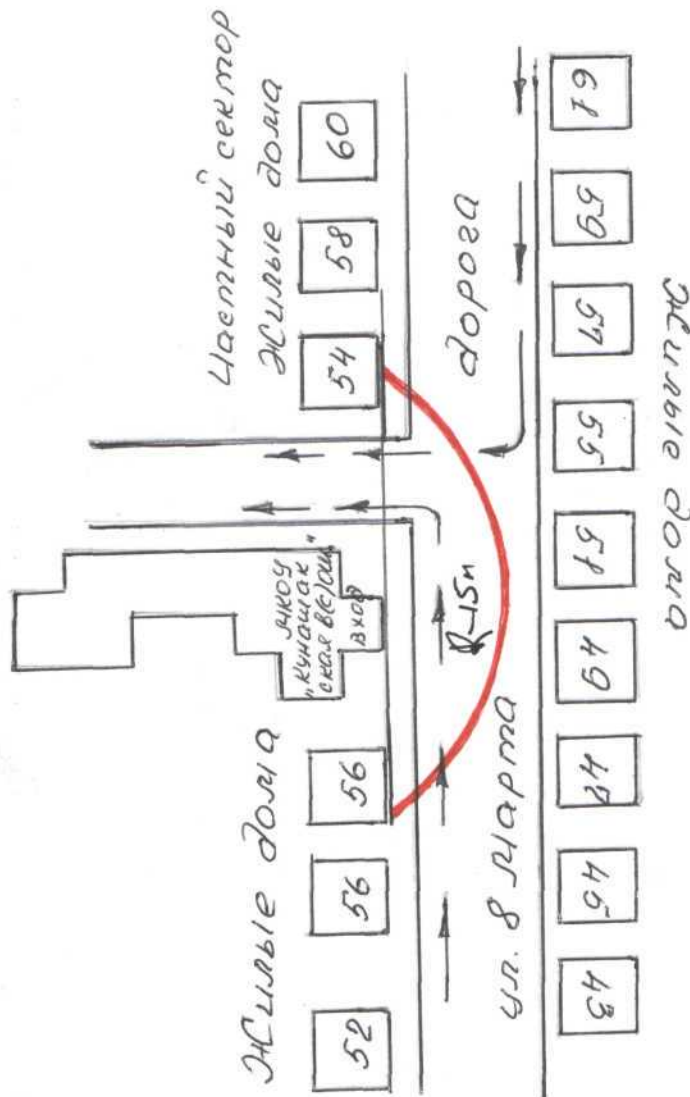 Частный сектор
Жилые дома
Жилые дома
52
56
56
54
58
60
МКОУ
"Кунашак
ская В(с)ОШ"
вход
R-15м
ул. 8 Марта
дорога
43
45
47
49
51
55
57
59
61
Жилые дома